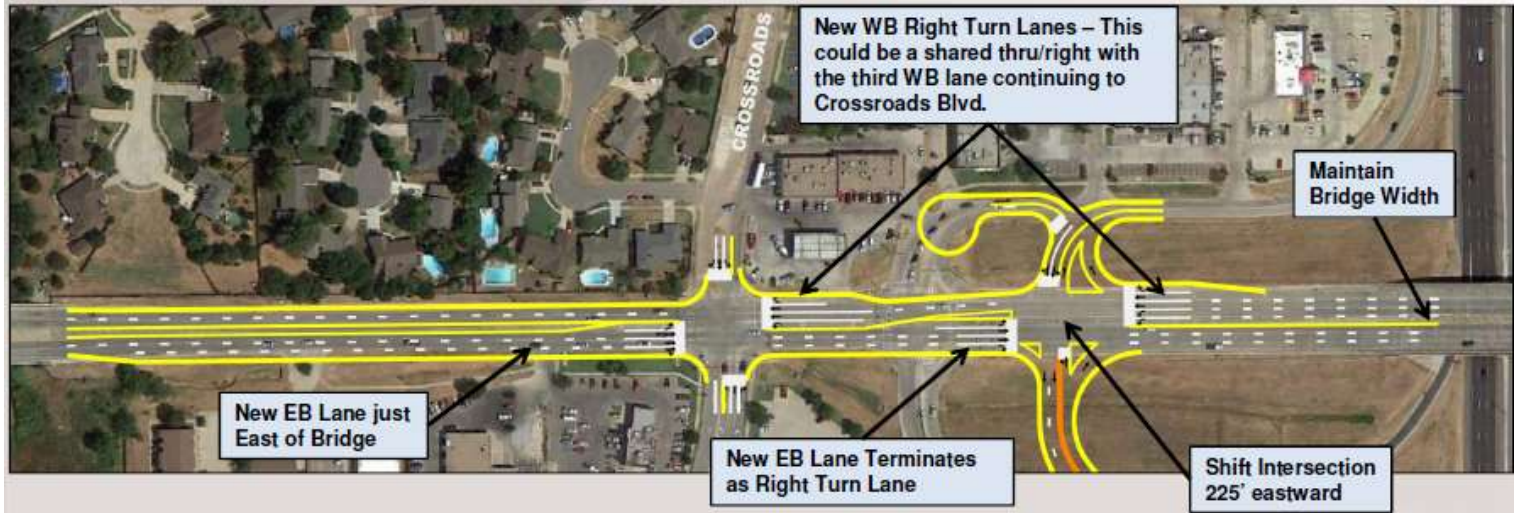 New WB Right Turn Lanes – This
could be a shared thru/right with
the third WB lane continuing to
Crossroads Blvd.
CROSSROADS
Maintain
Bridge Width
New EB Lane just
East of Bridge
New EB Lane Terminates
as Right Turn Lane
Shift Intersection
225' eastward